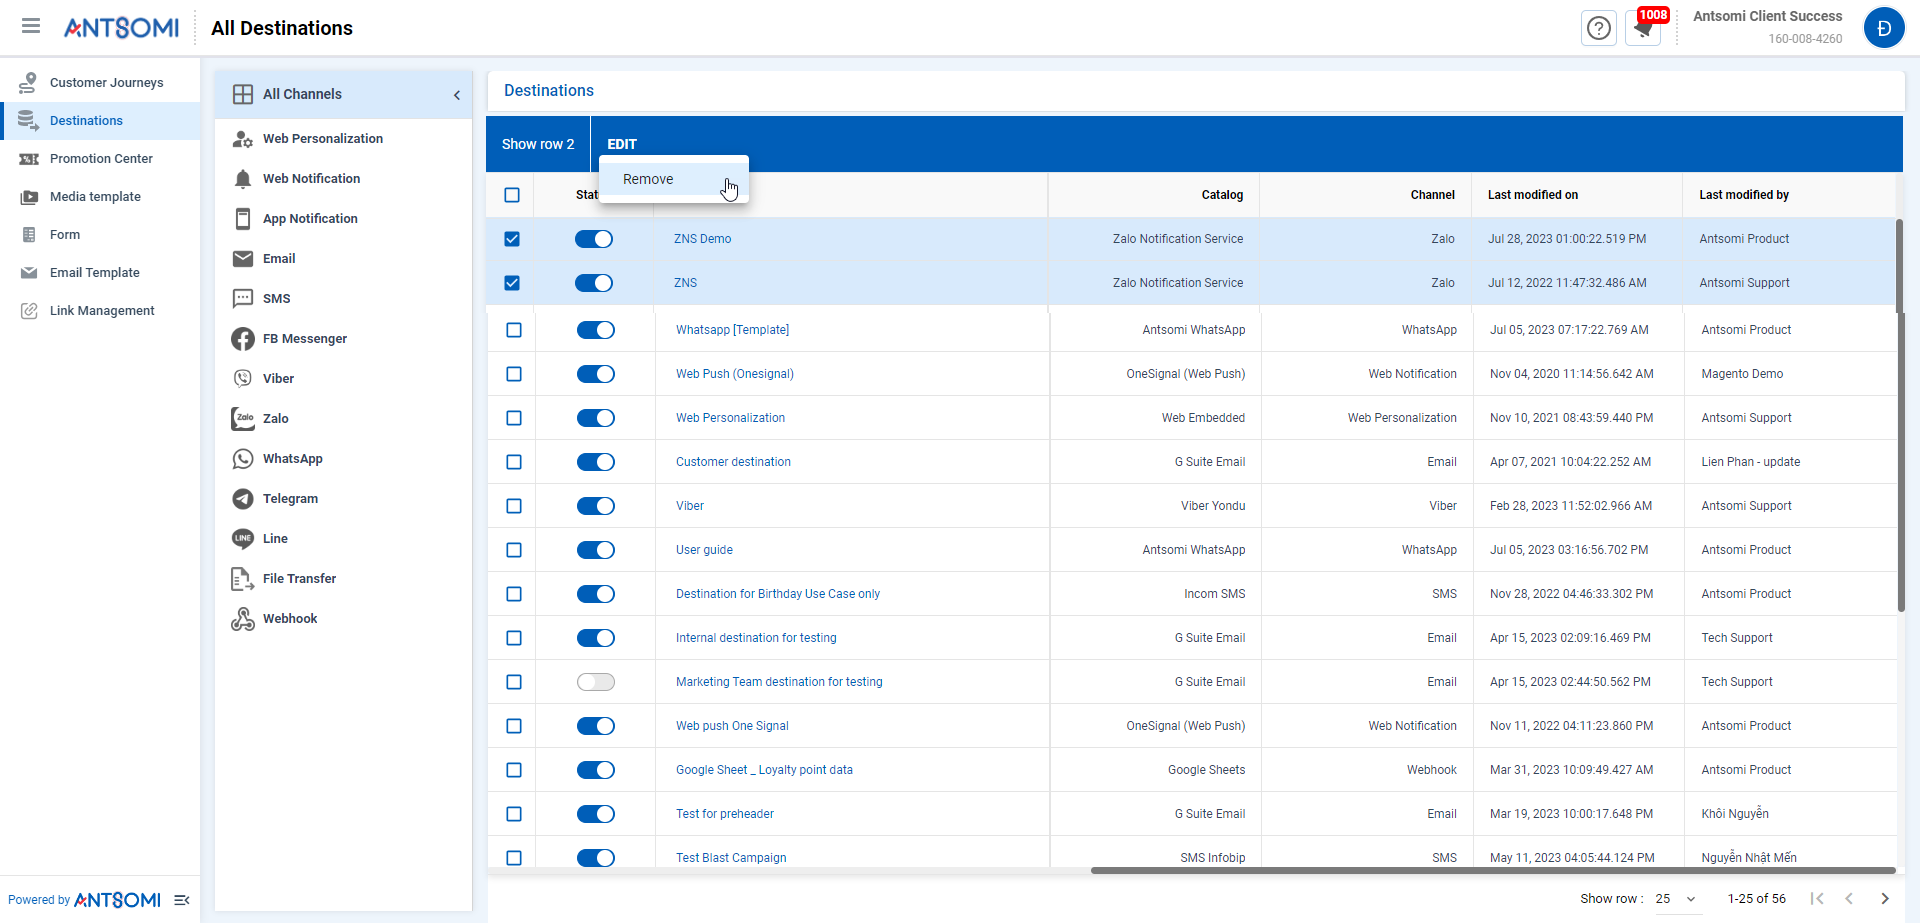 ANTSOMI
All Destinations
1008
Antsomi Client Success
160-008-4260
Đ
Customer Journeys
Destinations
Promotion Center
Media template
Form
Email Template
Link Management
Powered by ANTSOMI
All Channels
Web Personalization
Web Notification
App Notification
Email
SMS
FB Messenger
Viber
Zalo Zalo
WhatsApp
Telegram
LINE Line
File Transfer
Webhook
Destinations
Show row 2 EDIT
Remove
Stat Catalog Channel Last modified on Last modified by
ZNS Demo Zalo Notification Service Zalo Jul 28, 2023 01:00:22.519 PM Antsomi Product
ZNS Zalo Notification Service Zalo Jul 12, 2022 11:47:32.486 AM Antsomi Support
Whatsapp [Template] Antsomi WhatsApp WhatsApp Jul 05, 2023 07:17:22.769 AM Antsomi Product
Web Push (Onesignal) OneSignal (Web Push) Web Notification Nov 04, 2020 11:14:56.642 AM Magento Demo
Web Personalization Web Embedded Web Personalization Nov 10, 2021 08:43:59.440 PM Antsomi Support
Customer destination G Suite Email Email Apr 07, 2021 10:04:22.252 AM Lien Phan - update
Viber Viber Yondu Viber Feb 28, 2023 11:52:02.966 AM Antsomi Support
User guide Antsomi WhatsApp WhatsApp Jul 05, 2023 03:16:56.702 PM Antsomi Product
Destination for Birthday Use Case only Incom SMS SMS Nov 28, 2022 04:46:33.302 PM Antsomi Product
Internal destination for testing G Suite Email Email Apr 15, 2023 02:09:16.469 PM Tech Support
Marketing Team destination for testing G Suite Email Email Apr 15, 2023 02:44:50.562 PM Tech Support
Web push One Signal OneSignal (Web Push) Web Notification Nov 11, 2022 04:11:23.860 PM Antsomi Product
Google Sheet _ Loyalty point data Google Sheets Webhook Mar 31, 2023 10:09:49.427 AM Antsomi Product
Test for preheader G Suite Email Email Mar 19, 2023 10:00:17.648 PM Khôi Nguyễn
Test Blast Campaign SMS Infobip SMS May 11, 2023 04:05:44.124 PM Nguyễn Nhật Mến
Show row : 25 1-25 of 56